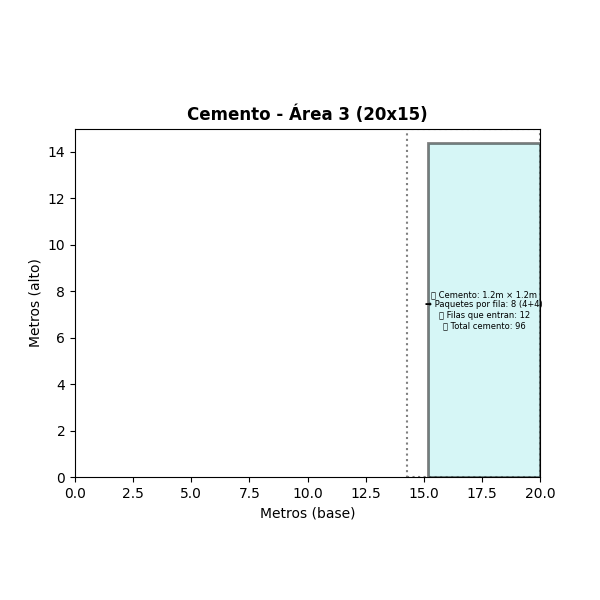 Cemento - Área 3 (20x15)
Metros (alto)
14
12
10
8
6
4
2
0
Cemento: 1.2m × 1.2m
Paquetes por fila: 8 (4+4)
Filas que entran: 12
Total cemento: 96
0.0 2.5 5.0 7.5 10.0 12.5 15.0 17.5 20.0
Metros (base)